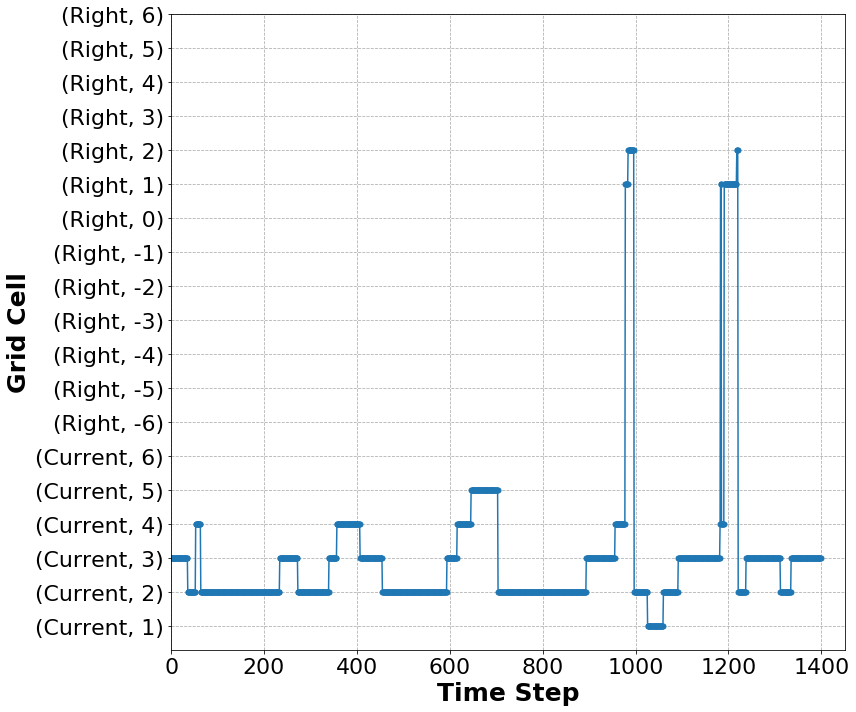 (Right, 6)
(Right, 5)
(Right, 4)
(Right, 3)
(Right, 2)
(Right, 1)
(Right, 0)
(Right, -1)
(Right, -2)
(Right, -3)
(Right, -4)
(Right, -5)
(Right, -6)
(Current, 6)
(Current, 5)
(Current, 4)
(Current, 3)
(Current, 2)
(Current, 1)
Grid Cell
0 200 400 600 800 1000 1200 1400
Time Step